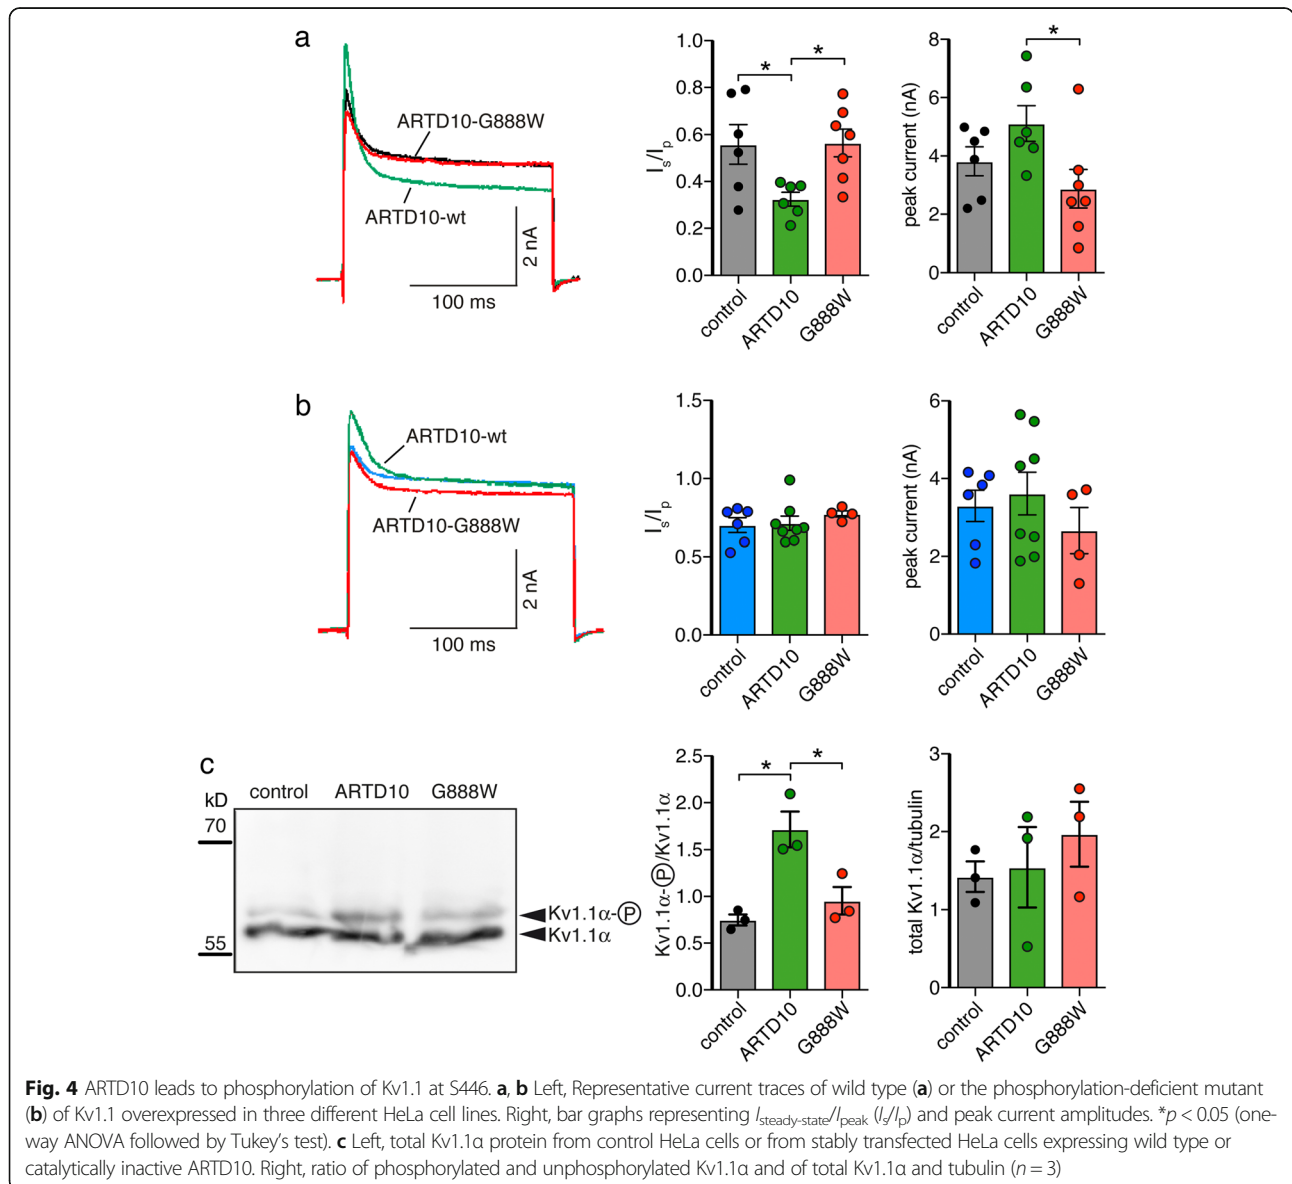 a
ARTD10-G888W
ARTD10-wt
2 nA
100 ms
1.0
0.8
0.6
0.4
0.2
0.0
Is/Ip
* *
control
ARTD10
G888W
8
6
4
2
0
peak current (nA)
*
control
ARTD10
G888W
b
ARTD10-wt
ARTD10-G888W
2 nA
100 ms
1.5
1.0
0.5
0.0
Is/Ip
control
ARTD10
G888W
6
4
2
0
peak current (nA)
control
ARTD10
G888W
c
kD
control ARTD10 G888W
70
55
Kv1.1α-Ⓟ
Kv1.1α
2.5
2.0
1.5
1.0
0.5
0.0
Kv1.1α-Ⓟ/Kv1.1α
* *
control
ARTD10
G888W
3
2
1
0
total Kv1.1α/tubulin
control
ARTD10
G888W
Fig. 4 ARTD10 leads to phosphorylation of Kv1.1 at S446. a, b Left, Representative current traces of wild type (a) or the phosphorylation-deficient mutant
(b) of Kv1.1 overexpressed in three different HeLa cell lines. Right, bar graphs representing Isteady-state/Ipeak (Is/Ip) and peak current amplitudes. *p < 0.05 (one-
way ANOVA followed by Tukey's test). c Left, total Kv1.1α protein from control HeLa cells or from stably transfected HeLa cells expressing wild type or
catalytically inactive ARTD10. Right, ratio of phosphorylated and unphosphorylated Kv1.1α and of total Kv1.1α and tubulin (n = 3)